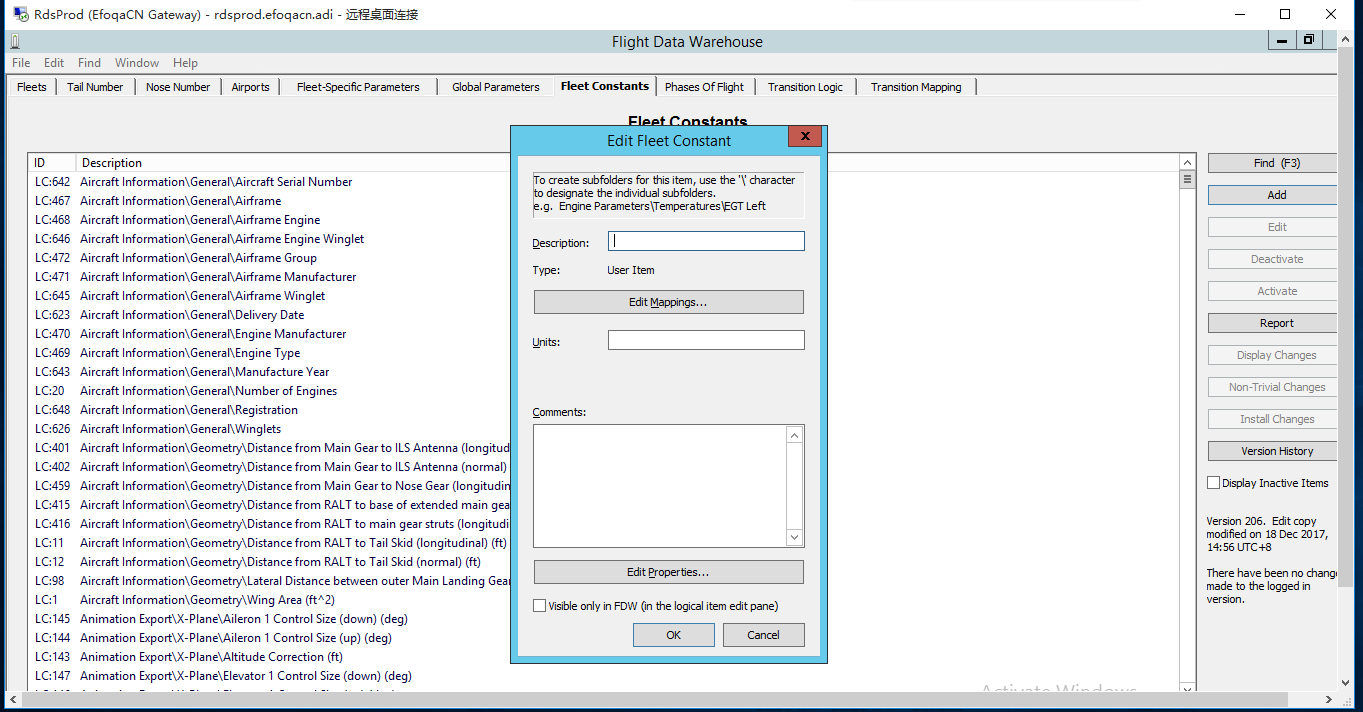 RdsProd (EfoqaCN Gateway) - rdsprod.efoqacn.adi - 远程桌面连接
Flight Data Warehouse
File Edit Find Window Help
Fleets Tail Number Nose Number Airports Fleet-Specific Parameters Global Parameters Fleet Constants Phases Of Flight Transition Logic Transition Mapping
Fleet Constants
ID Description
LC:642 Aircraft Information\General\Aircraft Serial Number
LC:467 Aircraft Information\General\Airframe
LC:468 Aircraft Information\General\Airframe Engine
LC:646 Aircraft Information\General\Airframe Engine Winglet
LC:472 Aircraft Information\General\Airframe Group
LC:471 Aircraft Information\General\Airframe Manufacturer
LC:645 Aircraft Information\General\Airframe Winglet
LC:623 Aircraft Information\General\Delivery Date
LC:470 Aircraft Information\General\Engine Manufacturer
LC:469 Aircraft Information\General\Engine Type
LC:643 Aircraft Information\General\Manufacture Year
LC:20 Aircraft Information\General\Number of Engines
LC:648 Aircraft Information\General\Registration
LC:626 Aircraft Information\General\Winglets
LC:401 Aircraft Information\Geometry\Distance from Main Gear to ILS Antenna (longitud
LC:402 Aircraft Information\Geometry\Distance from Main Gear to ILS Antenna (normal)
LC:459 Aircraft Information\Geometry\Distance from Main Gear to Nose Gear (longitudin
LC:415 Aircraft Information\Geometry\Distance from RALT to base of extended main gea
LC:416 Aircraft Information\Geometry\Distance from RALT to main gear struts (longitudi
LC:11 Aircraft Information\Geometry\Distance from RALT to Tail Skid (longitudinal) (ft)
LC:12 Aircraft Information\Geometry\Distance from RALT to Tail Skid (normal) (ft)
LC:98 Aircraft Information\Geometry\Lateral Distance between outer Main Landing Gear
LC:1 Aircraft Information\Geometry\Wing Area (ft^2)
LC:145 Animation Export\X-Plane\Aileron 1 Control Size (down) (deg)
LC:144 Animation Export\X-Plane\Aileron 1 Control Size (up) (deg)
LC:143 Animation Export\X-Plane\Altitude Correction (ft)
LC:147 Animation Export\X-Plane\Elevator 1 Control Size (down) (deg)
Edit Fleet Constant
x
To create subfolders for this item, use the '\' character
to designate the individual subfolders.
e.g. Engine Parameters\Temperatures\EGT Left
Description:
Type: User Item
Edit Mappings...
Units:
Comments:
Edit Properties...
Visible only in FDW (in the logical item edit pane)
OK Cancel
Find (F3)
Add
Edit
Deactivate
Activate
Report
Display Changes
Non-Trivial Changes
Install Changes
Version History
Display Inactive Items
Version 206. Edit copy
modified on 18 Dec 2017,
14:56 UTC+8
There have been no chang
made to the logged in
version.
Activate Windows